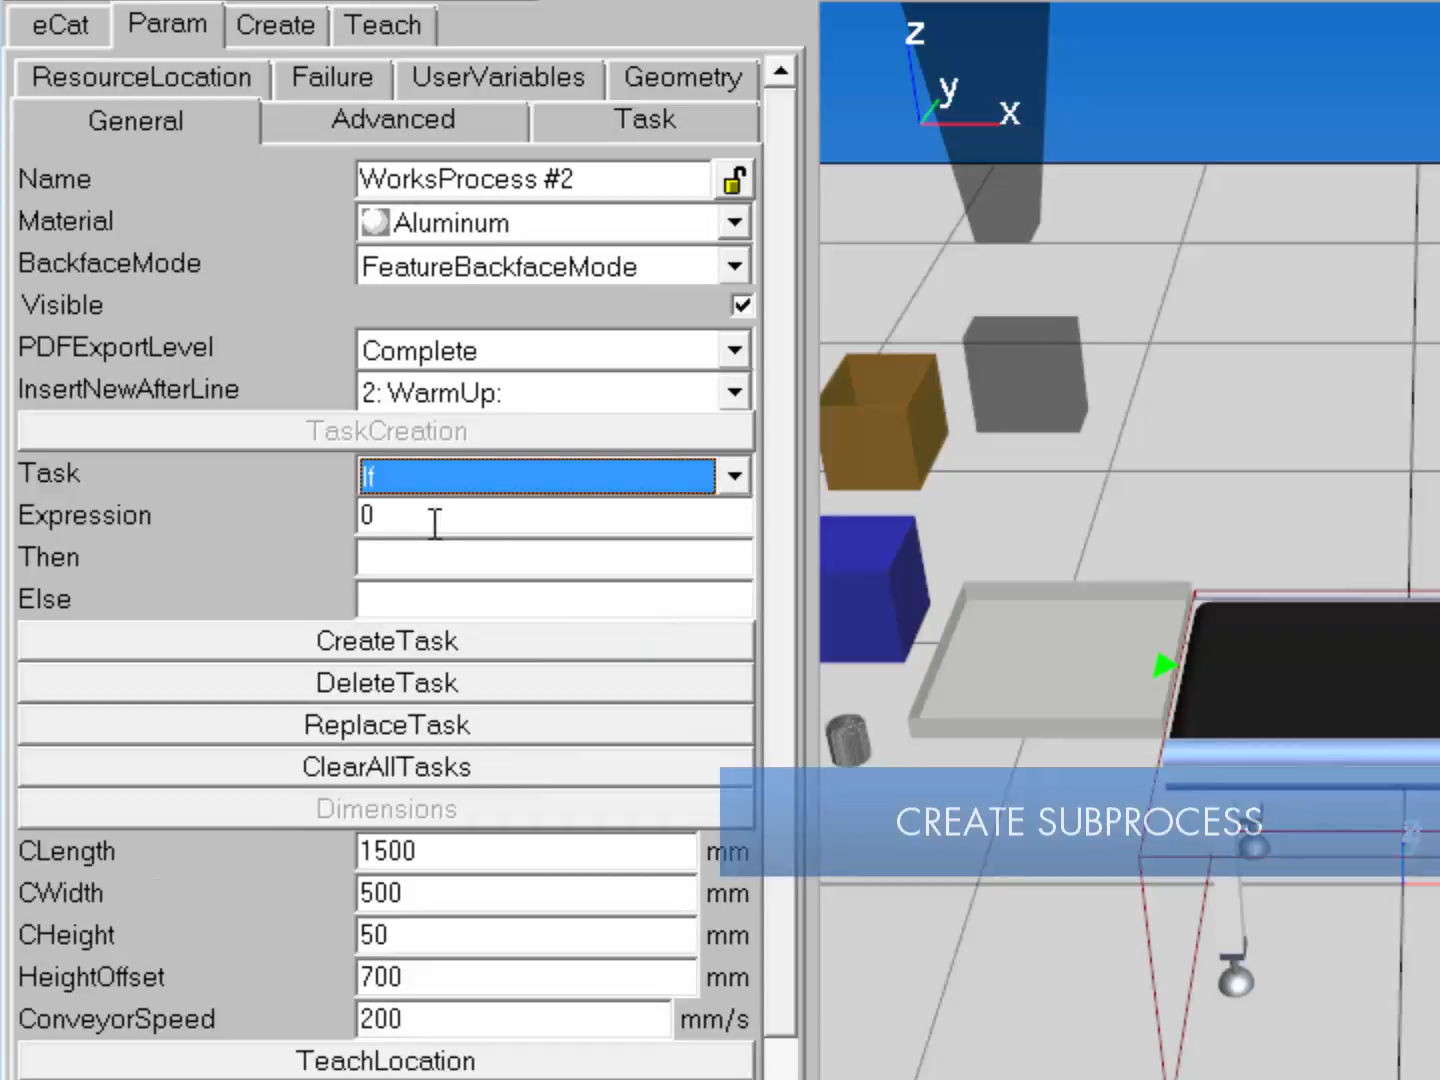 eCat Param Create Teach
ResourceLocation Failure UserVariables Geometry
General Advanced Task
Name WorksProcess #2
Material Aluminum
BackfaceMode FeatureBackfaceMode
Visible
PDFExportLevel Complete
InsertNewAfterLine 2: WarmUp:
TaskCreation
Task If
Expression 0
Then
Else
CreateTask
DeleteTask
ReplaceTask
ClearAllTasks
Dimensions
CLength 1500 mm
CWidth 500 mm
CHeight 50 mm
HeightOffset 700 mm
ConveyorSpeed 200 mm/s
TeachLocation
z
y
x
CREATE SUBPROCESS